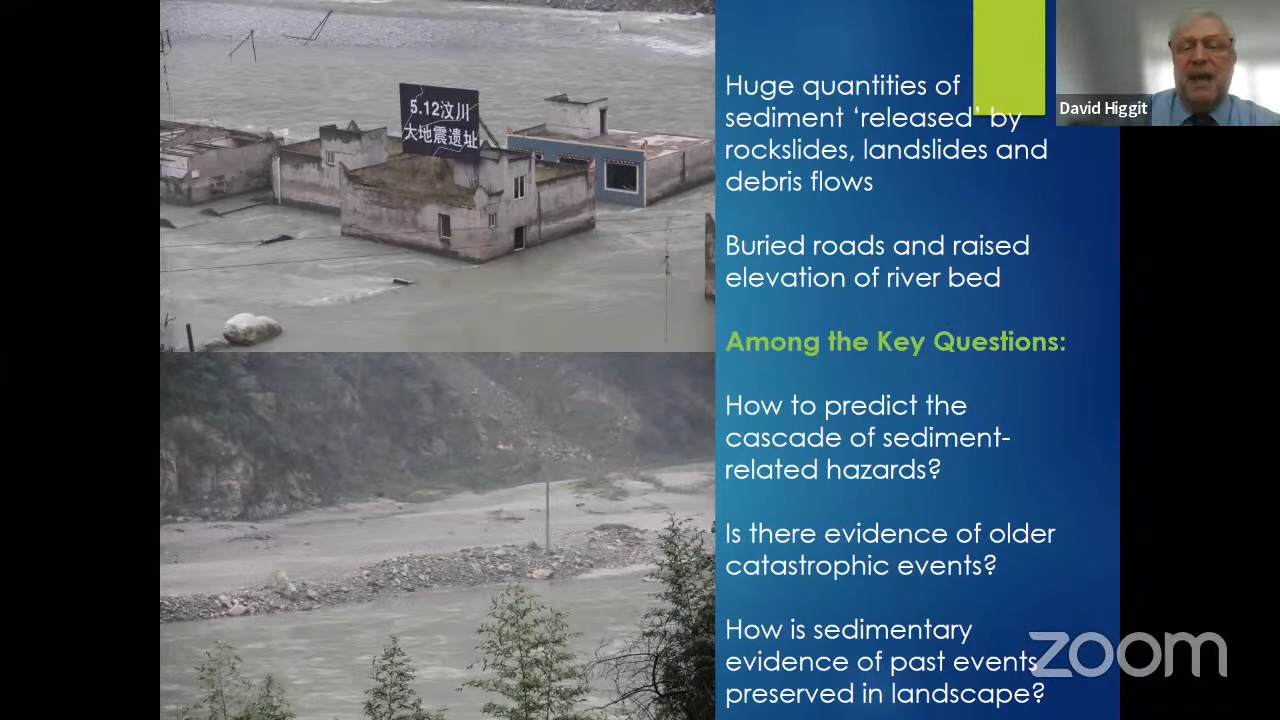 5.12汶川
大地震遗址
Huge quantities of
sediment ‘released’ by
rockslides, landslides and
debris flows
Buried roads and raised
elevation of river bed
Among the Key Questions:
How to predict the
cascade of sediment-
related hazards?
Is there evidence of older
catastrophic events?
How is sedimentary
evidence of past events
preserved in landscape?
David Higgit
zoom